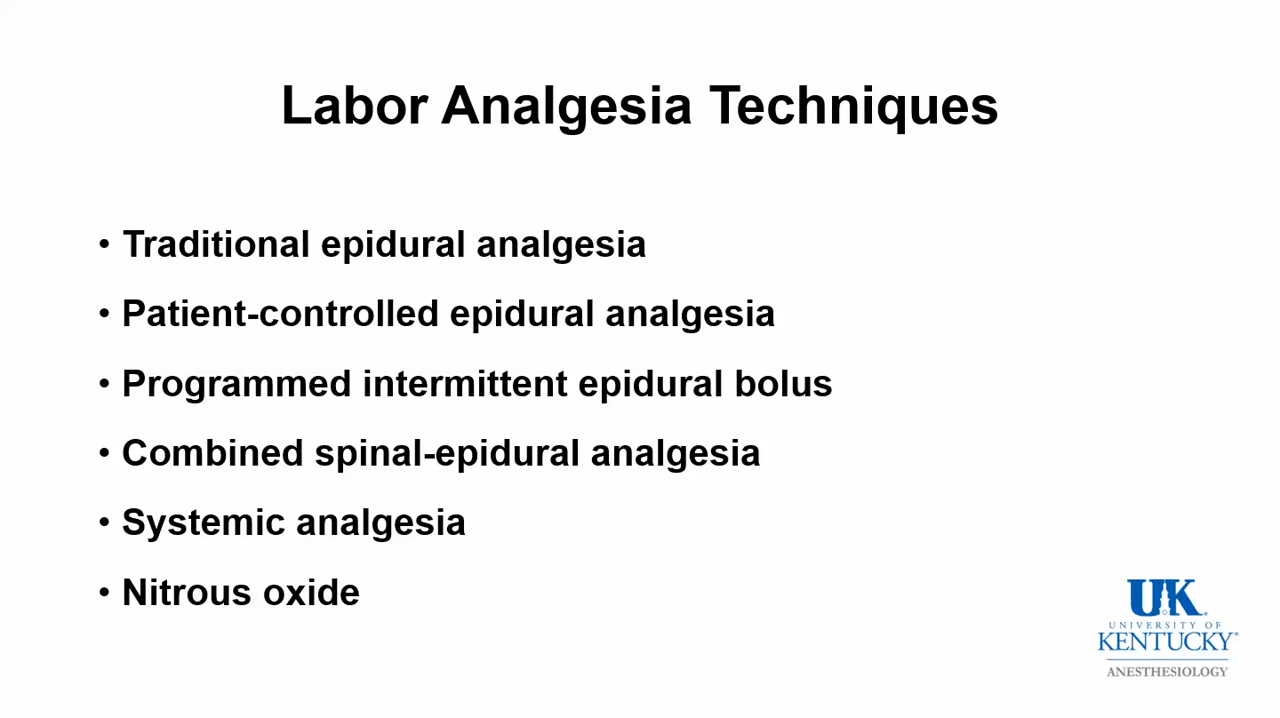 Labor Analgesia Techniques
• Traditional epidural analgesia
• Patient-controlled epidural analgesia
• Programmed intermittent epidural bolus
• Combined spinal-epidural analgesia
• Systemic analgesia
• Nitrous oxide
UK®
UNIVERSITY OF
KENTUCKY®
ANESTHESIOLOGY